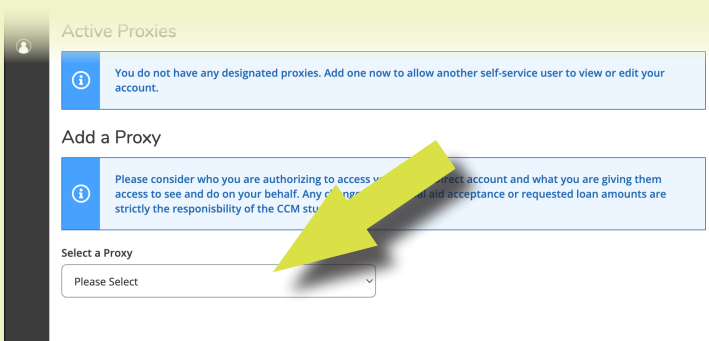 Active Proxies
You do not have any designated proxies. Add one now to allow another self-service user to view or edit your
account.
Add a Proxy
Please consider who you are authorizing to access account and what you are giving them
access to see and do on your behalf. Any aid acceptance or requested loan amounts are
strictly the responisbility of the CCM
Select a Proxy
Please Select